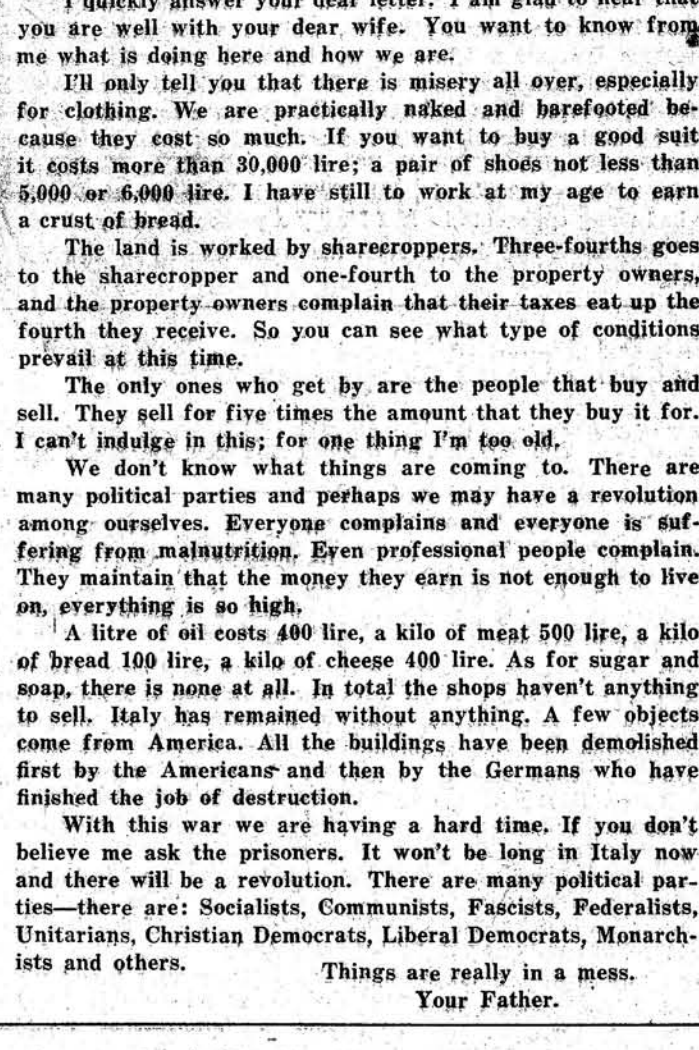 I quickly answer your dear letter. I am glad to hear that
you are well with your dear wife. You want to know from
me what is doing here and how we are.
I'll only tell you that there is misery all over, especially
for clothing. We are practically naked and barefooted be-
cause they cost so much. If you want to buy a good suit
it costs more than 30,000 lire; a pair of shoes not less than
5,000 or 6,000 lire. I have still to work at my age to earn
a crust of bread.
The land is worked by sharecroppers. Three-fourths goes
to the sharecropper and one-fourth to the property owners,
and the property owners complain that their taxes eat up the
fourth they receive. So you can see what type of conditions
prevail at this time.
The only ones who get by are the people that buy and
sell. They sell for five times the amount that they buy it for.
I can't indulge in this; for one thing I'm too old.
We don't know what things are coming to. There are
many political parties and perhaps we may have a revolution
among ourselves. Everyone complains and everyone is suf-
fering from malnutrition. Even professional people complain.
They maintain that the money they earn is not enough to live
on, everything is so high.
A litre of oil costs 400 lire, a kilo of meat 500 lire, a kilo
of bread 100 lire, a kilo of cheese 400 lire. As for sugar and
soap, there is none at all. In total the shops haven't anything
to sell. Italy has remained without anything. A few objects
come from America. All the buildings have been demolished
first by the Americans and then by the Germans who have
finished the job of destruction.
With this war we are having a hard time. If you don't
believe me ask the prisoners. It won't be long in Italy now
and there will be a revolution. There are many political par-
ties—there are: Socialists, Communists, Fascists, Federalists,
Unitarians, Christian Democrats, Liberal Democrats, Monarch-
ists and others.
Things are really in a mess.
Your Father.